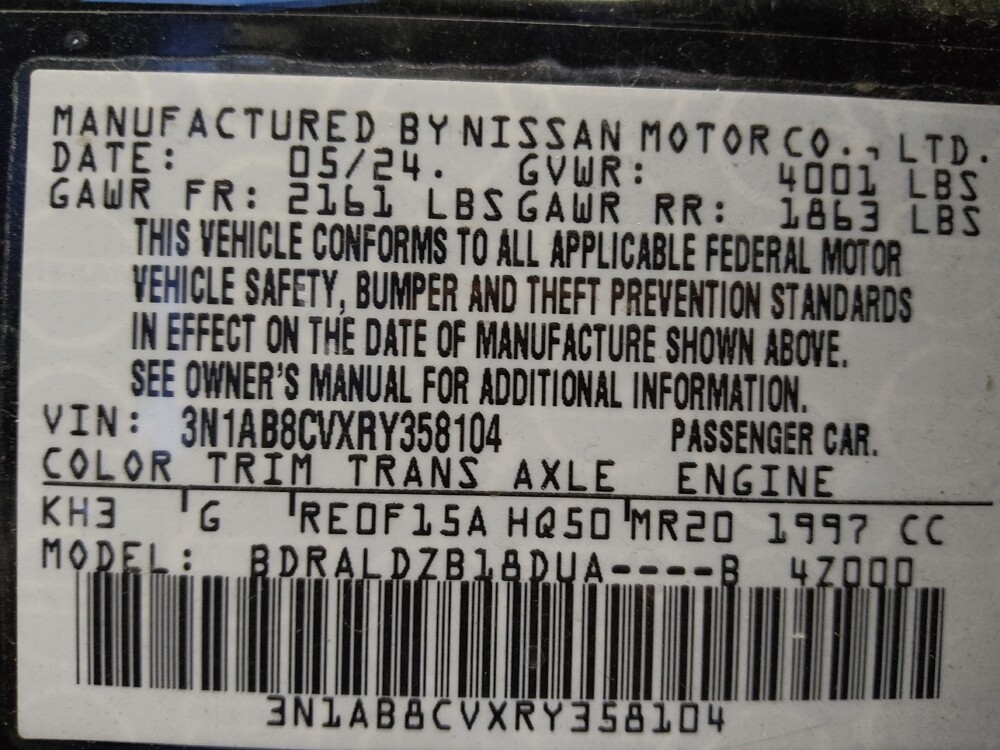 MANUFACTURED BY NISSAN MOTOR CO., LTD.
DATE: 05/24. GVWR: 4001 LBS
GAWR FR: 2161 LBS GAWR RR: 1863 LBS
THIS VEHICLE CONFORMS TO ALL APPLICABLE FEDERAL MOTOR
VEHICLE SAFETY, BUMPER AND THEFT PREVENTION STANDARDS
IN EFFECT ON THE DATE OF MANUFACTURE SHOWN ABOVE.
SEE OWNER'S MANUAL FOR ADDITIONAL INFORMATION.
VIN: 3N1AB8CVXRY358104 PASSENGER CAR.
COLOR TRIM TRANS AXLE ENGINE
KH3 G RE0F15A HQ50 MR20 1997 CC
MODEL: BDRALDZB18DUA----B 4Z000
3N1AB8CVXRY358104